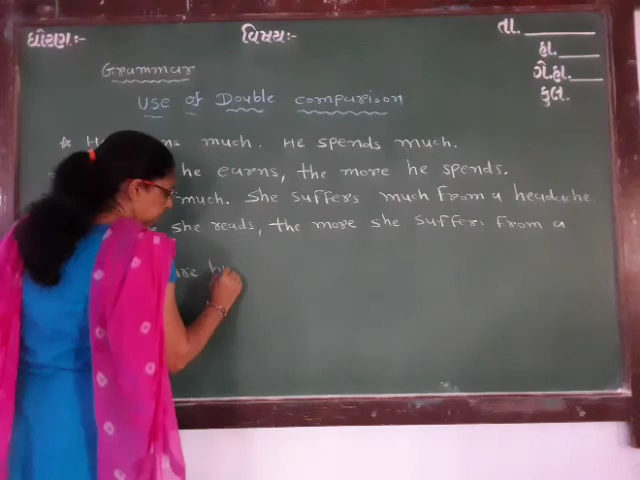 ધોરણ:- વિષય:- તા.
હા.
ગે.હા.
કુલ.
Grammar
Use of Double comparison
much. He spends much.
he earns, the more he spends.
much. She suffers much from a headache
she reads, the more she suffers from a
are